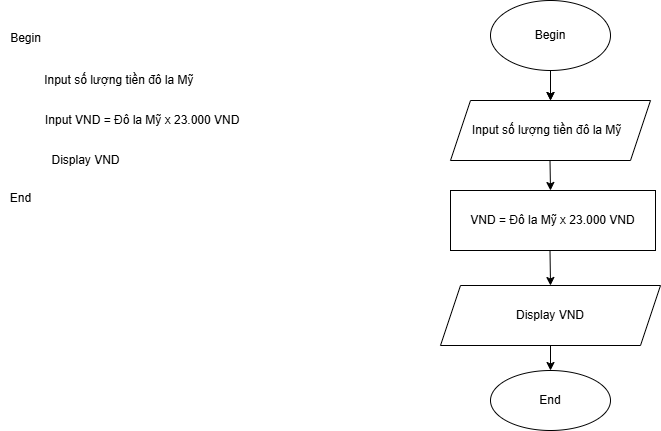 Begin
Input số lượng tiền đô la Mỹ
Input VND = Đô la Mỹ x 23.000 VND
Display VND
End
Begin
Input số lượng tiền đô la Mỹ
VND = Đô la Mỹ x 23.000 VND
Display VND
End